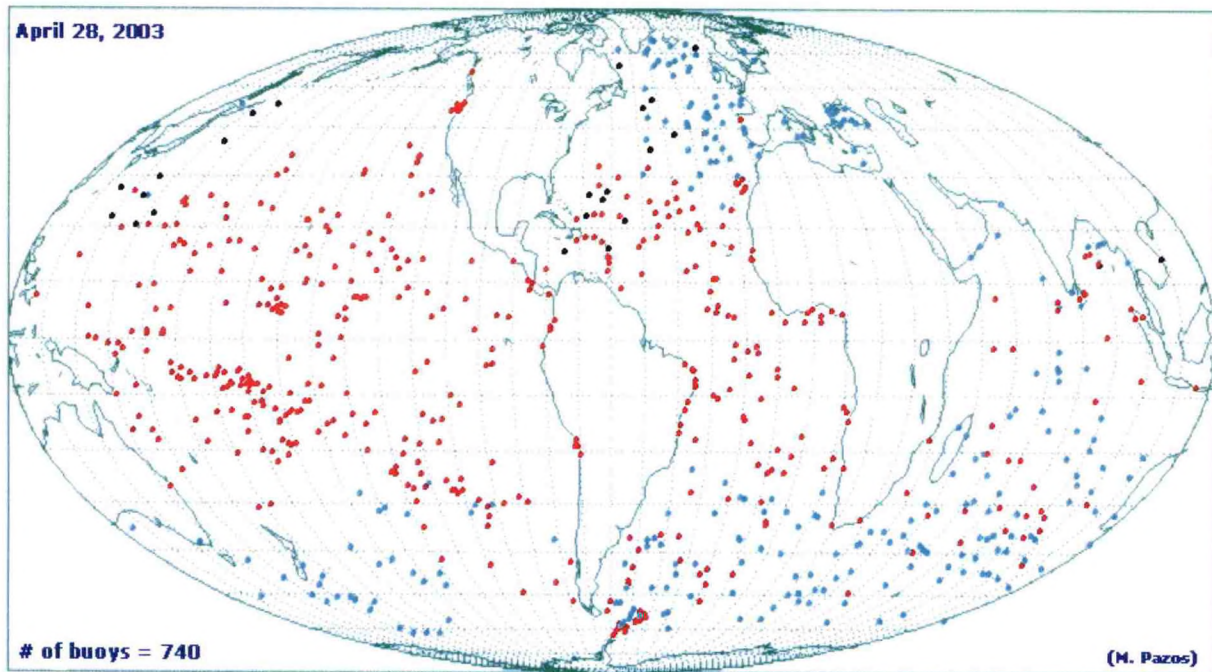 April 28, 2003
# of buoys = 740
(M. Pazos)